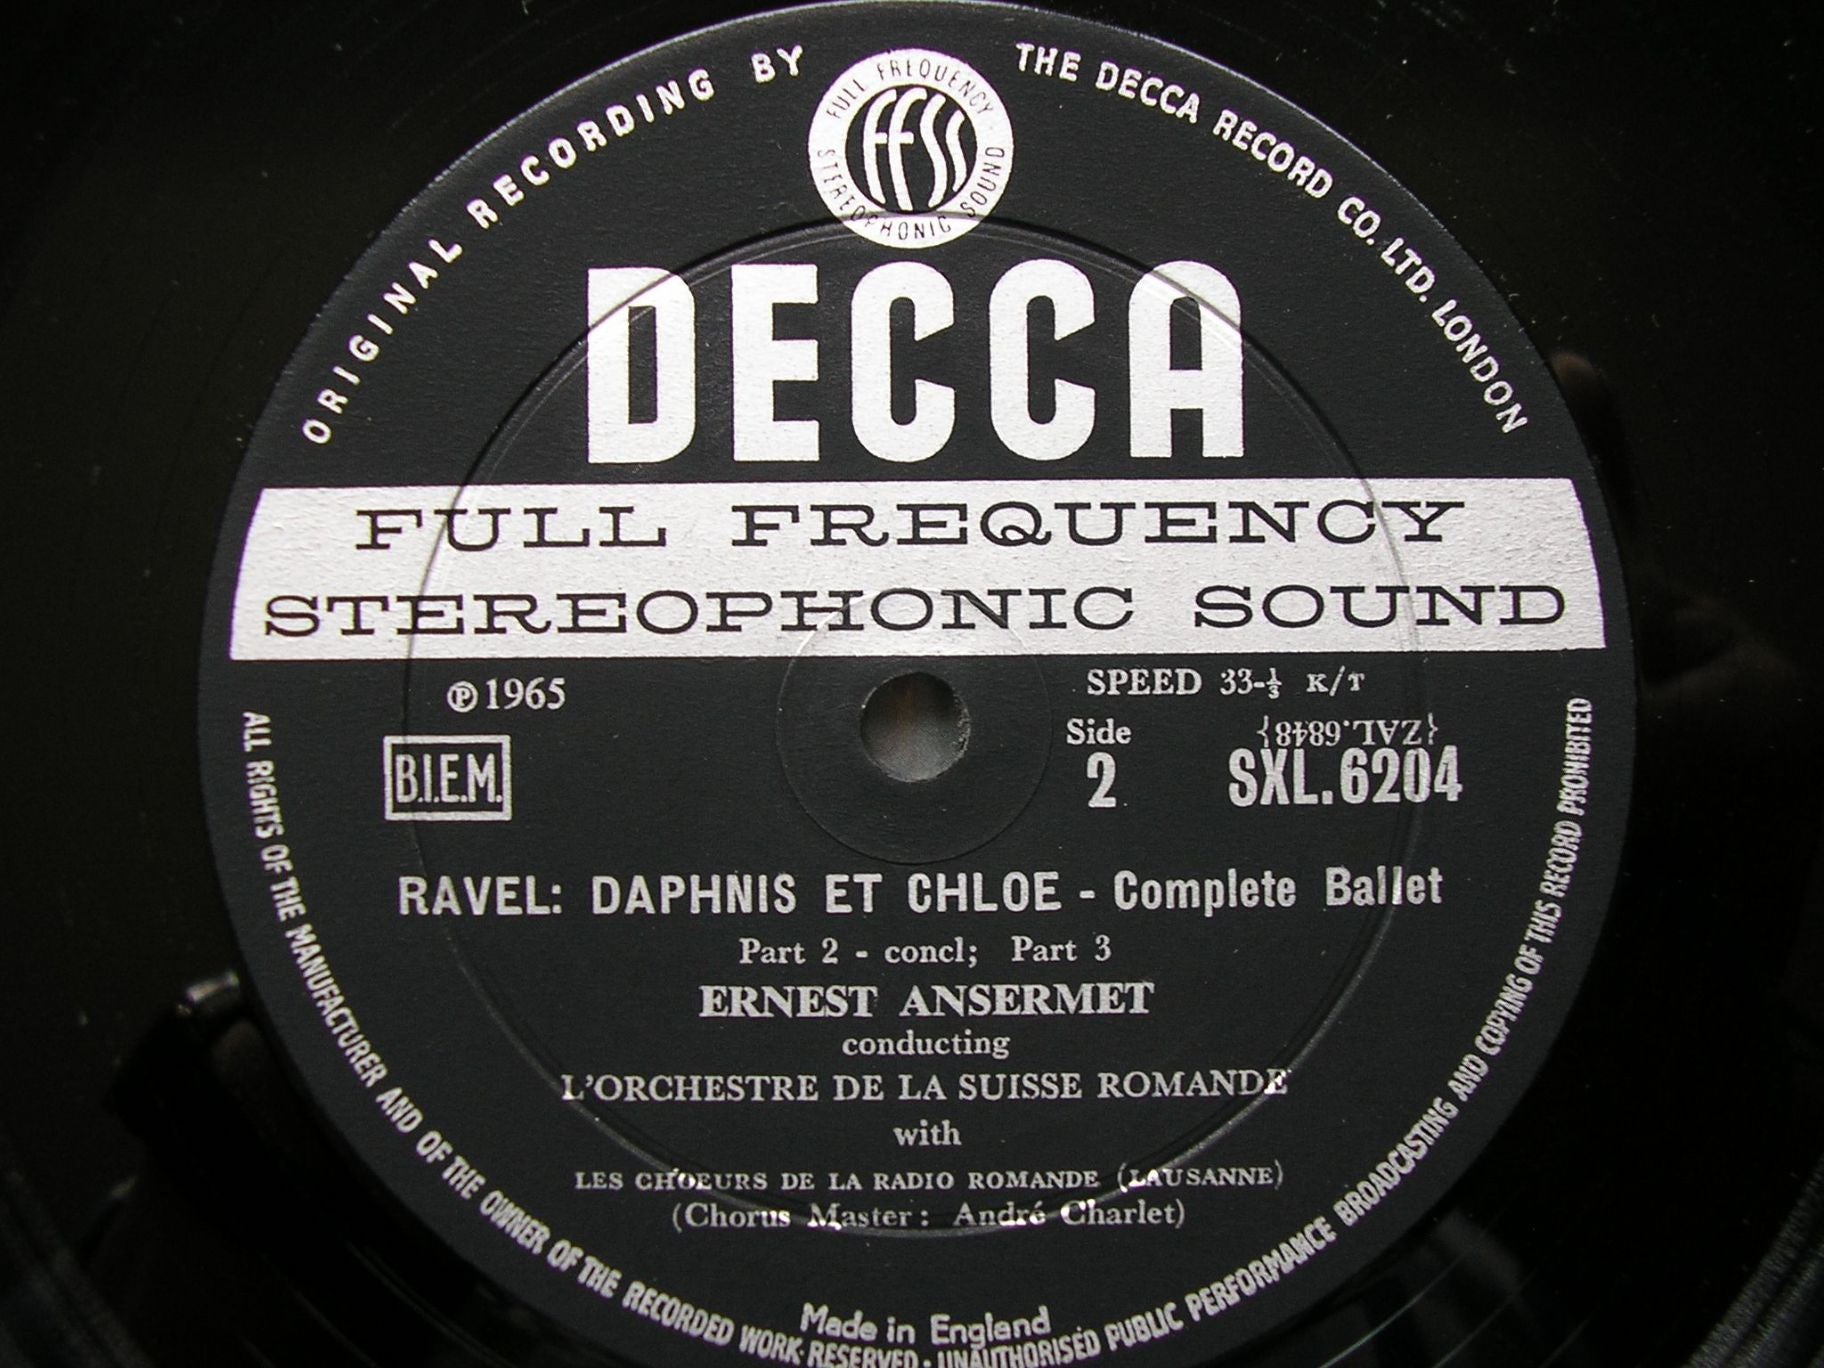 ORIGINAL RECORDING BY THE DECCA RECORD CO. LTD. LONDON
FULL FREQUENCY STEREOPHONIC SOUND
FFSS
DECCA
FULL FREQUENCY
STEREOPHONIC SOUND
℗ 1965
SPEED 33-⅓ K/T
B.I.E.M.
Side
2
{ZAL.6848}
SXL.6204
RAVEL: DAPHNIS ET CHLOE - Complete Ballet
Part 2 - concl; Part 3
ERNEST ANSERMET
conducting
L'ORCHESTRE DE LA SUISSE ROMANDE
with
LES CHOEURS DE LA RADIO ROMANDE (LAUSANNE)
(Chorus Master: André Charlet)
Made in England
ALL RIGHTS OF THE MANUFACTURER AND OF THE OWNER OF THE RECORDED WORK RESERVED · UNAUTHORISED PUBLIC PERFORMANCE BROADCASTING AND COPYING OF THIS RECORD PROHIBITED